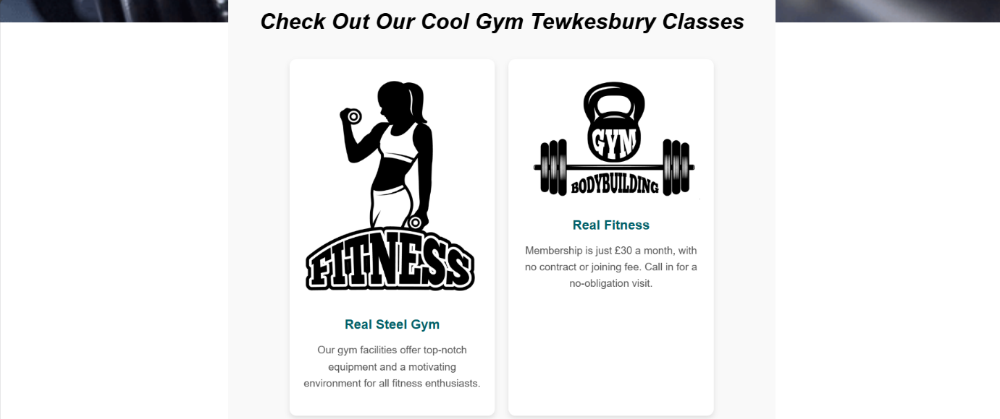 Check Out Our Cool Gym Tewkesbury Classes
FITNESS
Real Steel Gym
Our gym facilities offer top-notch
equipment and a motivating
environment for all fitness enthusiasts.
GYM
BODYBUILDING
Real Fitness
Membership is just £30 a month, with
no contract or joining fee. Call in for a
no-obligation visit.